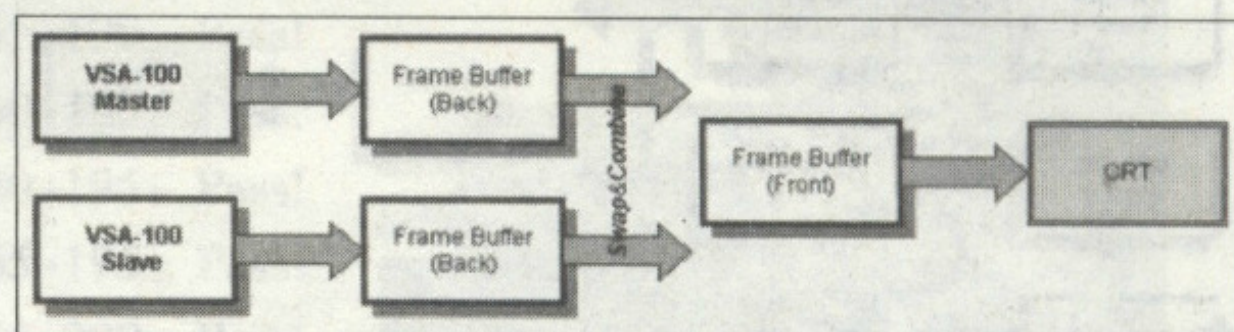 VSA-100
Master
Frame Buffer
(Back)
Swap&Combine
Frame Buffer
(Front)
CRT
VSA-100
Slave
Frame Buffer
(Back)